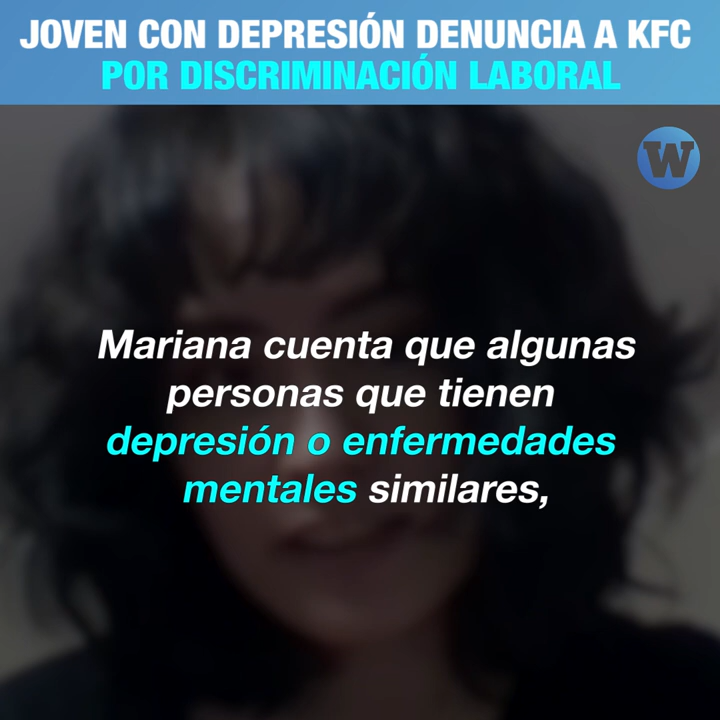 JOVEN CON DEPRESIÓN DENUNCIA A KFC
POR DISCRIMINACIÓN LABORAL
W
Mariana cuenta que algunas
personas que tienen
depresión o enfermedades
mentales similares,